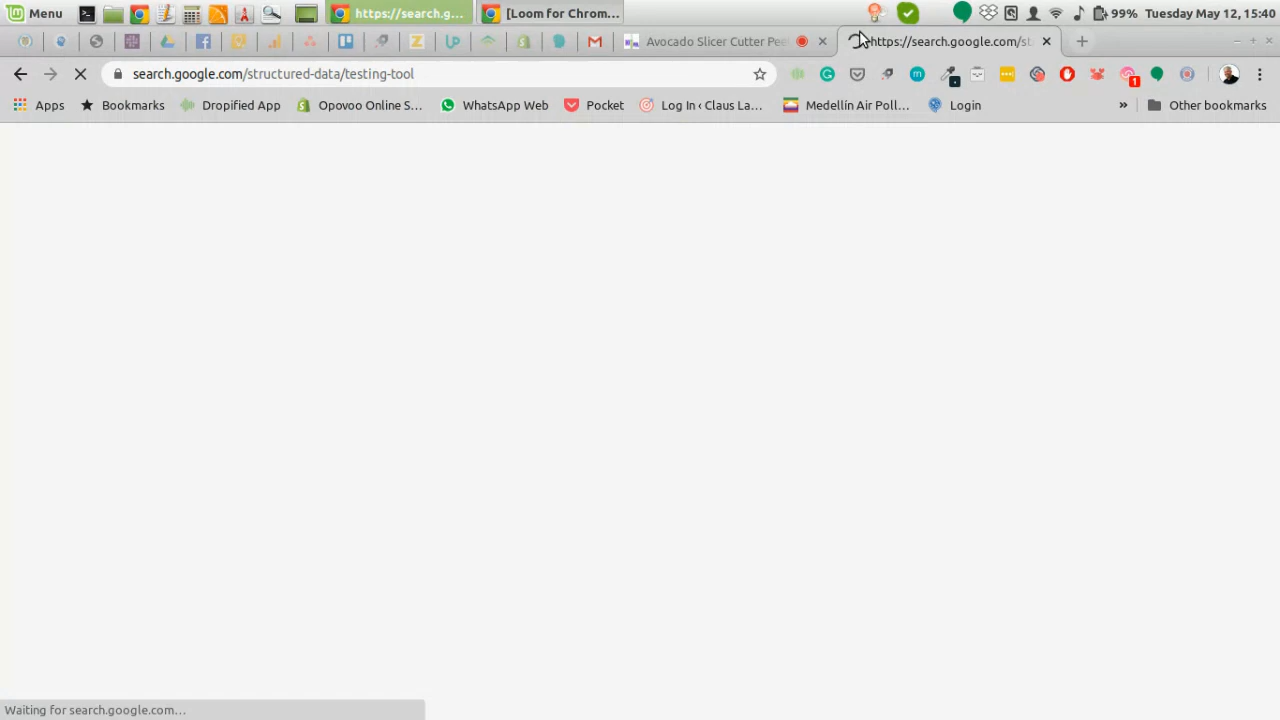 Menu https://search.g... [Loom for Chrom... 99% Tuesday May 12, 15:40
Avocado Slicer Cutter Pee https://search.google.com/st
search.google.com/structured-data/testing-tool
Apps Bookmarks Dropified App Opovoo Online S... WhatsApp Web Pocket Log In ‹ Claus La... Medellín Air Poll... Login » Other bookmarks
Waiting for search.google.com...